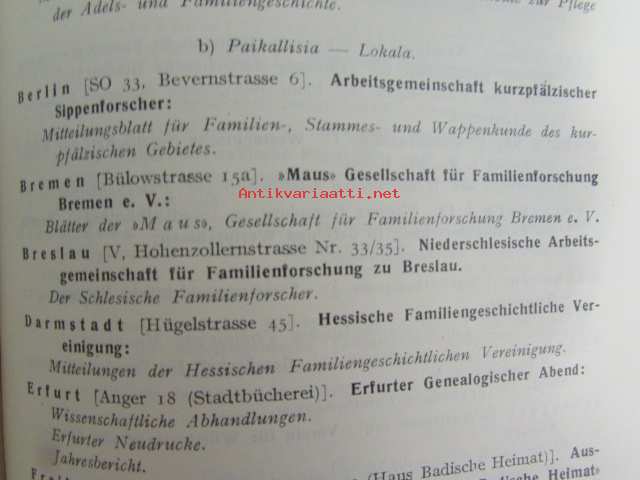 der Adels- und Familiengeschichte. zur Pflege
b) Paikallisia — Lokala.
Berlin [SO 33, Bevernstrasse 6]. Arbeitsgemeinschaft kurzpfälzischer
Sippenforscher:
Mitteilungsblatt für Familien-, Stammes- und Wappenkunde des kur-
pfälzischen Gebietes.
Bremen [Bülowstrasse 15a]. »Maus» Gesellschaft für Familienforschung
Antikvariaatti.net
Bremen e. V.:
Blätter der »Maus», Gesellschaft für Familienforschung Bremen e. V.
Breslau [V, Hohenzollernstrasse Nr. 33/35]. Niederschlesische Arbeits-
gemeinschaft für Familienforschung zu Breslau.
Der Schlesische Familienforscher.
Darmstadt [Hügelstrasse 45]. Hessische Familiengeschichtliche Ver-
einigung:
Mitteilungen der Hessischen Familiengeschichtlichen Vereinigung.
Erfurt [Anger 18 (Stadtbücherei)]. Erfurter Genealogischer Abend:
Wissenschaftliche Abhandlungen.
Erfurter Neudrucke.
Jahresbericht.
(Hans Badische Heimat)]. Aus-
Heimat»